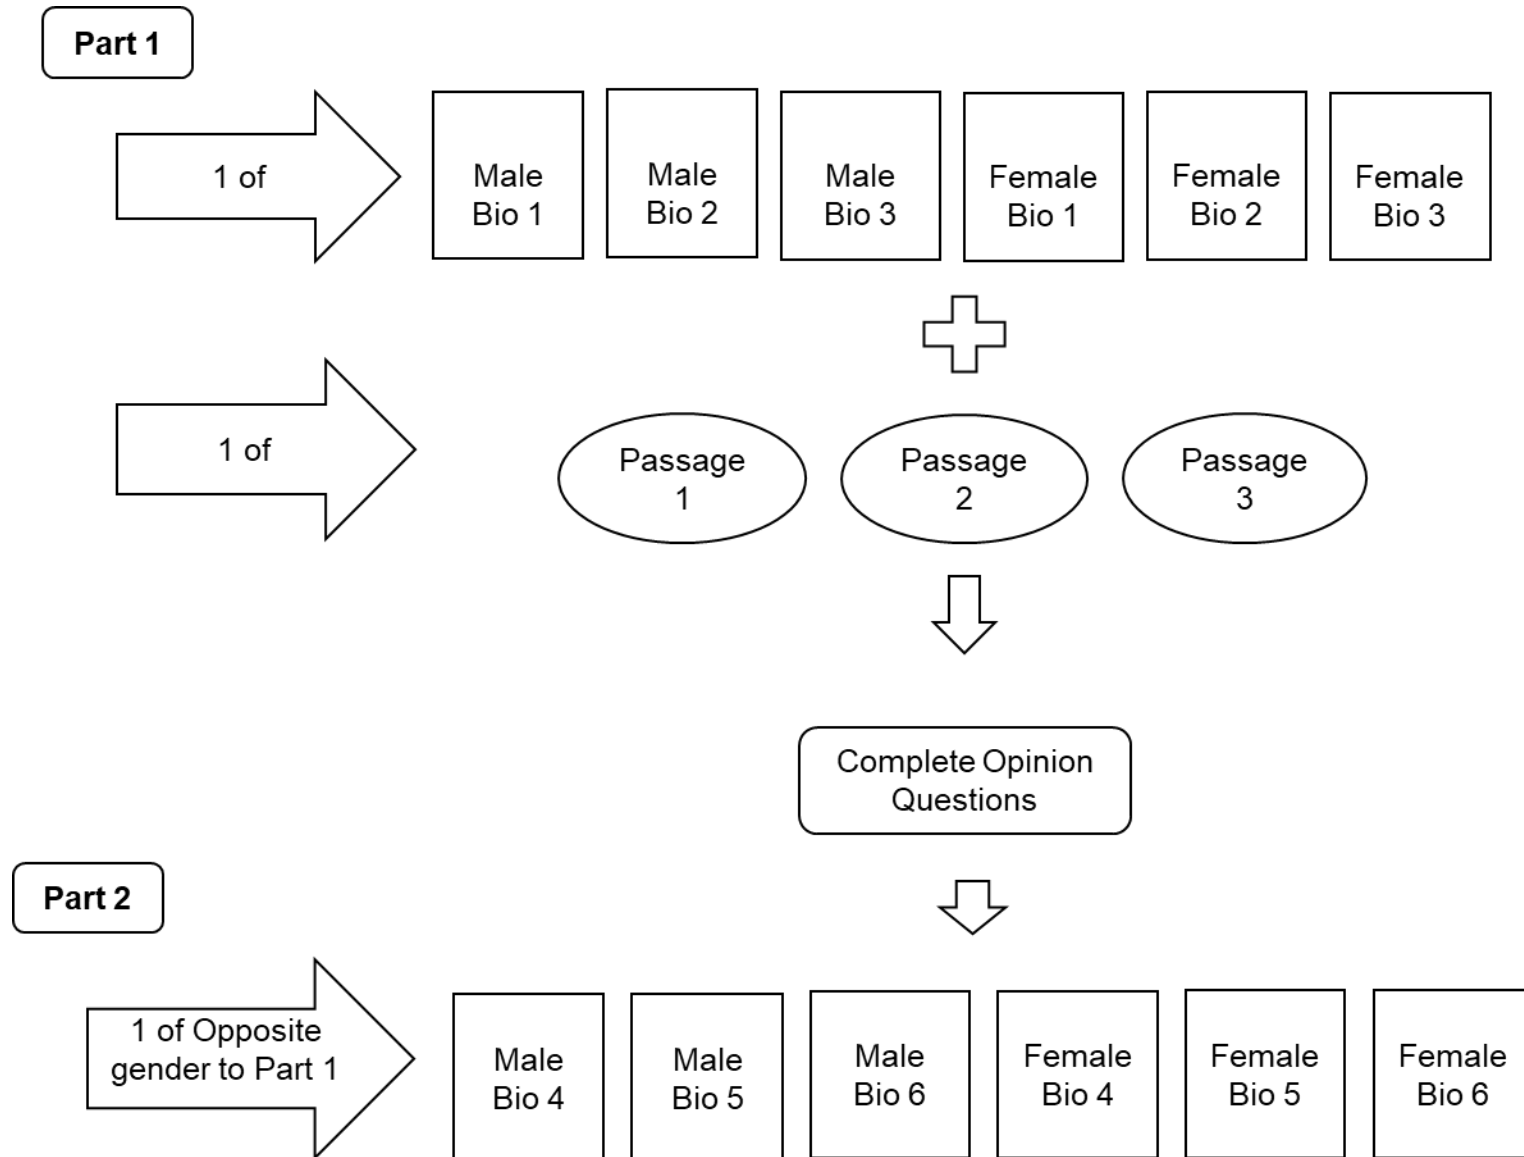 Part 1
1 of
Male
Bio 1
Male
Bio 2
Male
Bio 3
Female
Bio 1
Female
Bio 2
Female
Bio 3
1 of
Passage
1
Passage
2
Passage
3
Complete Opinion
Questions
Part 2
1 of Opposite
gender to Part 1
Male
Bio 4
Male
Bio 5
Male
Bio 6
Female
Bio 4
Female
Bio 5
Female
Bio 6